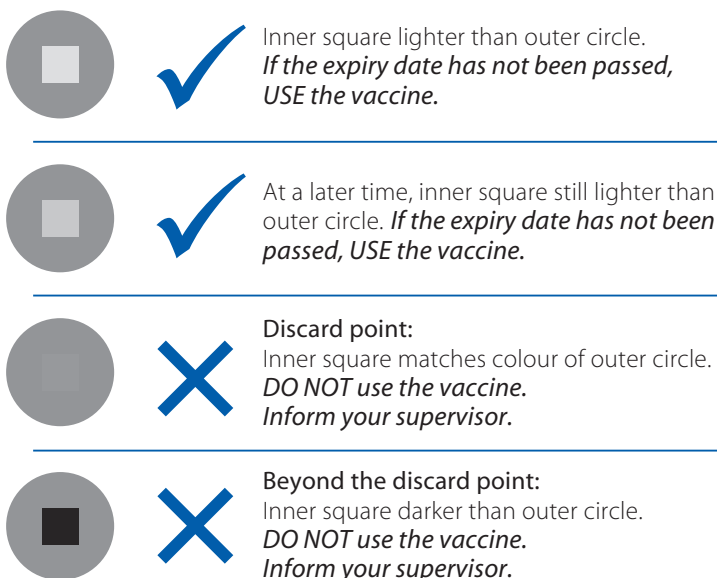 Inner square lighter than outer circle.
If the expiry date has not been passed,
USE the vaccine.
At a later time, inner square still lighter than
outer circle. If the expiry date has not been
passed, USE the vaccine.
Discard point:
Inner square matches colour of outer circle.
DO NOT use the vaccine.
Inform your supervisor.
Beyond the discard point:
Inner square darker than outer circle.
DO NOT use the vaccine.
Inform your supervisor.